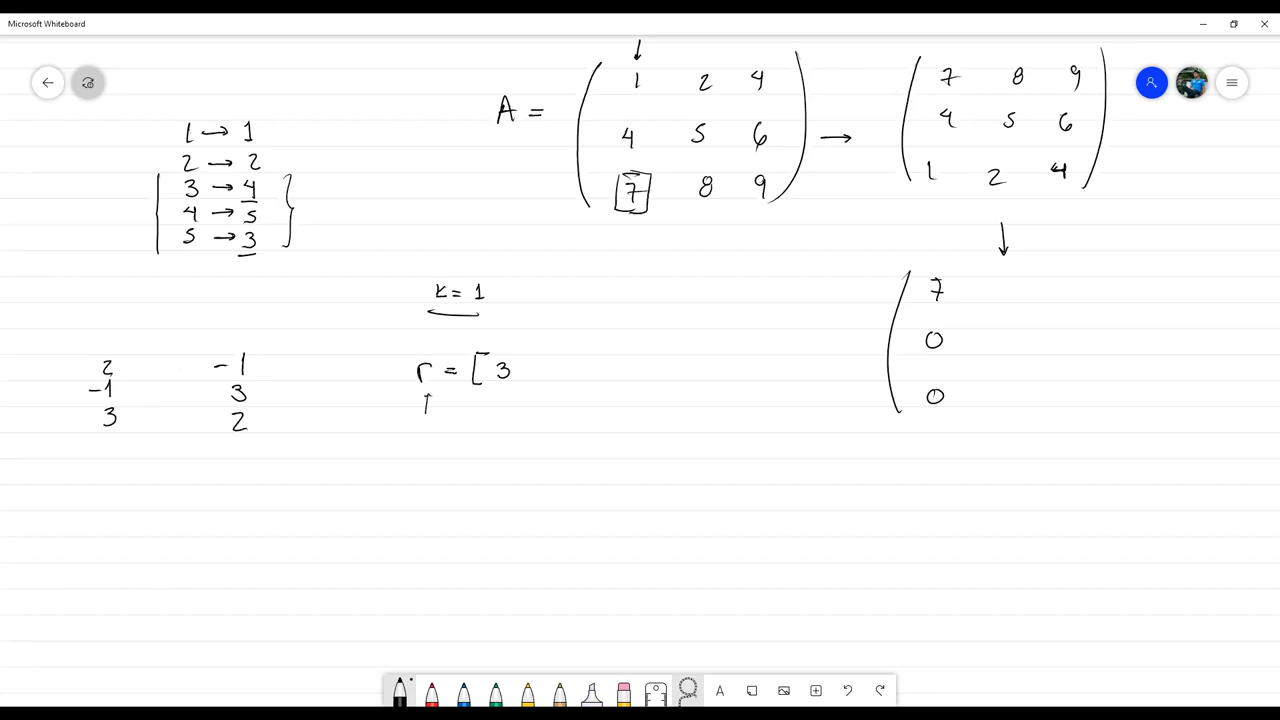 Microsoft Whiteboard
↓
A = ( 1 2 4 ) → ( 7 8 9 )
4 5 6 4 5 6
7 8 9 1 2 4
1 → 1
2 → 2
3 → 4
4 → 5
5 → 3
↓
k = 1
( 7
0
0
2 -1
-1 3
3 2
r = [ 3
↑
A